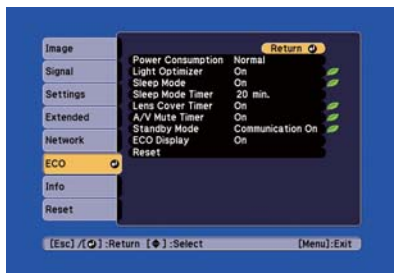 Image
Signal
Settings
Extended
Network
ECO
Info
Reset
Return
Power Consumption Normal
Light Optimizer On
Sleep Mode On
Sleep Mode Timer 20 min.
Lens Cover Timer On
A/V Mute Timer On
Standby Mode Communication On
ECO Display On
Reset
[Esc] /[ ] :Return [ ] :Select [Menu]:Exit